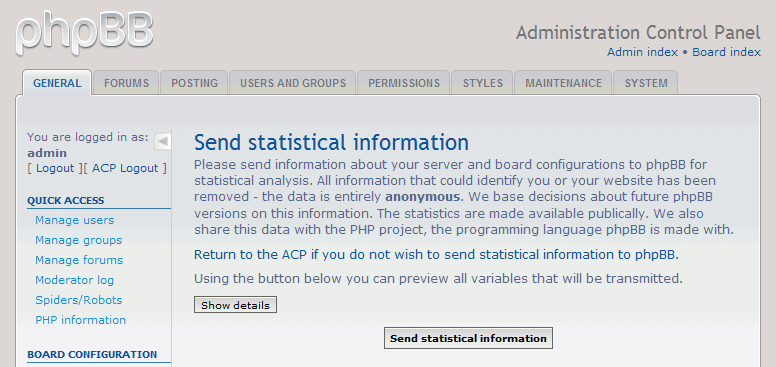 phpBB
Administration Control Panel
Admin index • Board index
GENERAL FORUMS POSTING USERS AND GROUPS PERMISSIONS STYLES MAINTENANCE SYSTEM
You are logged in as:
admin
[ Logout ][ ACP Logout ]
QUICK ACCESS
Manage users
Manage groups
Manage forums
Moderator log
Spiders/Robots
PHP information
BOARD CONFIGURATION
Send statistical information
Please send information about your server and board configurations to phpBB for
statistical analysis. All information that could identify you or your website has been
removed - the data is entirely anonymous. We base decisions about future phpBB
versions on this information. The statistics are made available publically. We also
share this data with the PHP project, the programming language phpBB is made with.
Return to the ACP if you do not wish to send statistical information to phpBB.
Using the button below you can preview all variables that will be transmitted.
Show details
Send statistical information